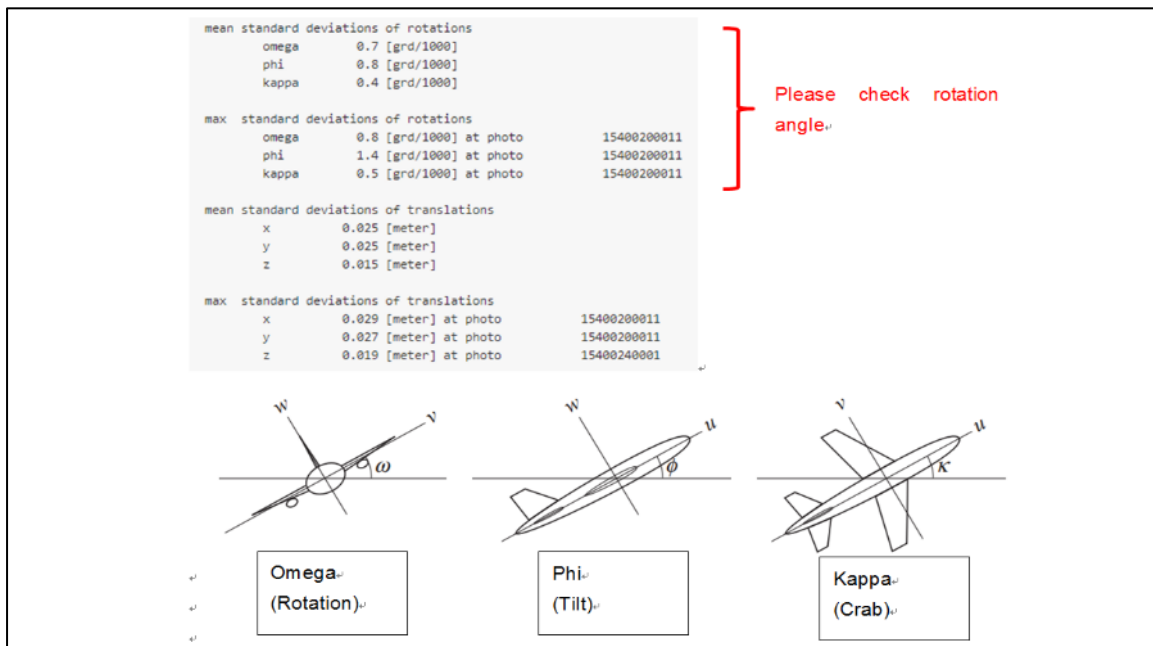 mean standard deviations of rotations
omega 0.7 [grd/1000]
phi 0.8 [grd/1000]
kappa 0.4 [grd/1000]
max standard deviations of rotations
omega 0.8 [grd/1000] at photo 15400200011
phi 1.4 [grd/1000] at photo 15400200011
kappa 0.5 [grd/1000] at photo 15400200011
mean standard deviations of translations
x 0.025 [meter]
y 0.025 [meter]
z 0.015 [meter]
max standard deviations of translations
x 0.029 [meter] at photo 15400200011
y 0.027 [meter] at photo 15400200011
z 0.019 [meter] at photo 15400240001
Please check rotation
angle
w
v
ω
w
u
ϕ
v
u
κ
Omega
(Rotation)
Phi
(Tilt)
Kappa
(Crab)